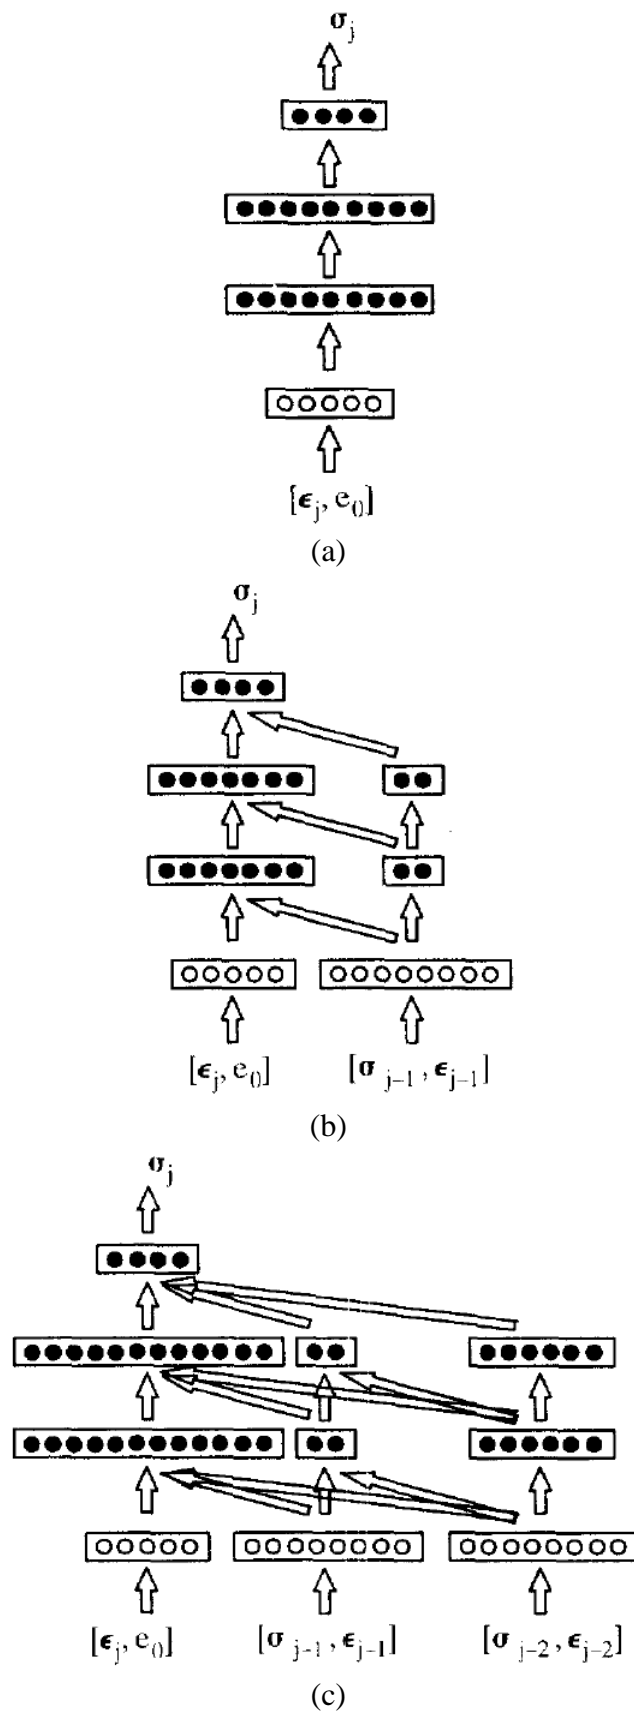 σj
[ϵj, e0]
(a)
σj
[ϵj, e0] [σ j−1 , ϵj−1]
(b)
σj
[ϵj, e0] [σ j−1 , ϵj−1] [σ j−2 , ϵj−2]
(c)